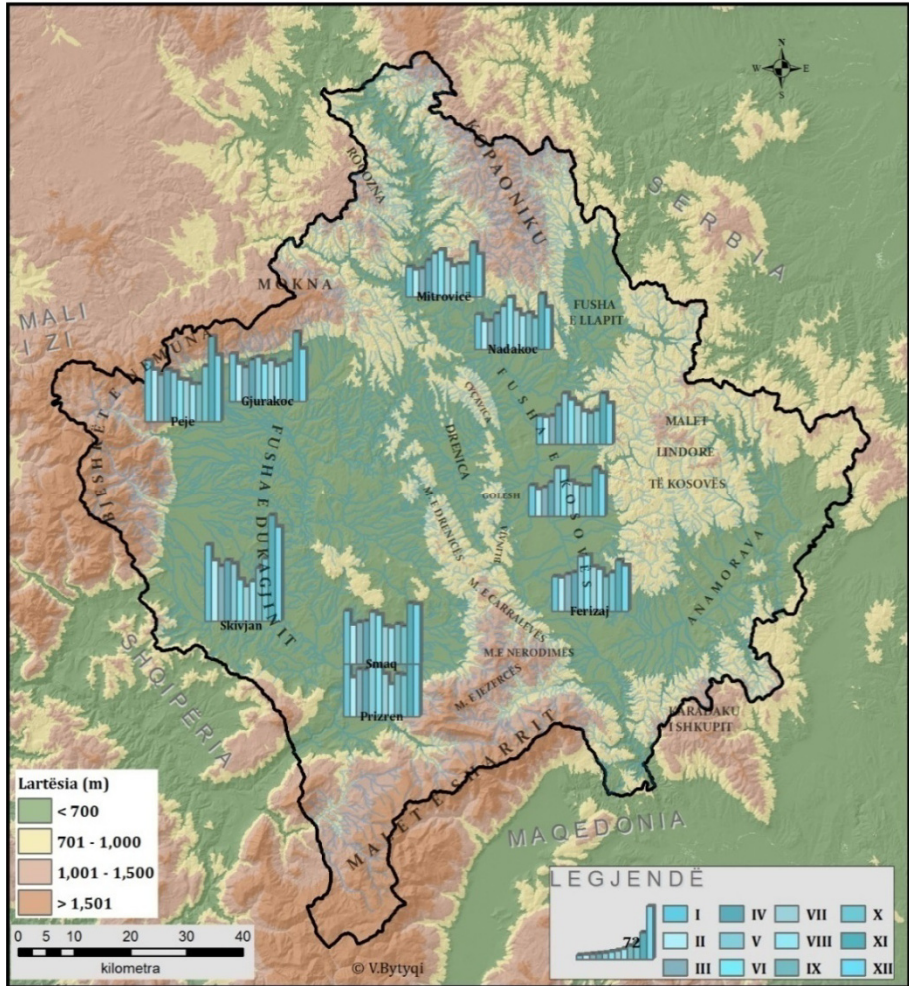 N
W E
S
KOPAONIKU
ROGOZNA
SERBIA
MOKNA
Mitrovicë
FUSHA
E LLAPIT
MALI
I ZI
Nadakoc
BJESHKËT E NEMUNA
Gjurakoc
Peje
FUSHA E KOSOVËS
ÇIÇAVICA
DRENICA
MALET
LINDORE
TË KOSOVËS
FUSHA E DUKAGJINIT
GOLESH
M. E DRENICËS
BLINAJA
ANAMORAVA
Ferizaj
Skivjan
M. E CARRALEVËS
Smaq
M.E NERODIMËS
M. E JEZERCËS
Prizren
SHQIPËRIA
KARADAKU
I SHKUPIT
MALET E SHARRIT
MAQEDONIA
Lartësia (m)
< 700
701 - 1,000
1,001 - 1,500
> 1,501
0 5 10 20 30 40
kilometra
© V.Bytyqi
LEGJENDË
72
I IV VII X
II V VIII XI
III VI IX XII